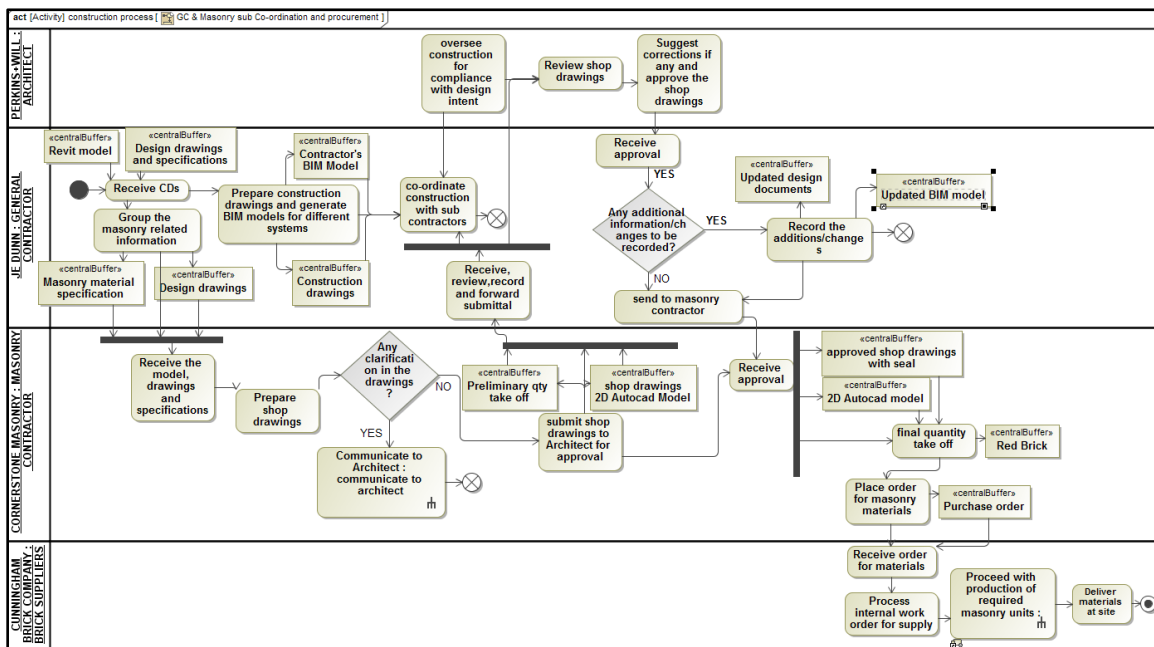 act [Activity] construction process [ GC & Masonry sub Co-ordination and procurement ]
PERKINS+WILL :
ARCHITECT
oversee
construction
for
compliance
with design
intent
Review shop
drawings
Suggest
corrections if
any and
approve the
shop
drawings
JE DUNN : GENERAL
CONTRACTOR
«centralBuffer»
Revit model
«centralBuffer»
Design drawings
and specifications
Receive CDs
Group the
masonry related
information
«centralBuffer»
Masonry material
specification
«centralBuffer»
Design drawings
Prepare construction
drawings and generate
BIM models for different
systems
«centralBuffer»
Contractor's
BIM Model
«centralBuffer»
Construction
drawings
co-ordinate
construction
with sub
contractors
Receive,
review,record
and forward
submittal
Receive
approval
YES
Any additional
information/ch
anges to be
recorded?
YES
NO
«centralBuffer»
Updated design
documents
Record the
additions/change
s
«centralBuffer»
Updated BIM model
send to masonry
contractor
CORNERSTONE MASONRY : MASONRY
CONTRACTOR
Receive the
model,
drawings
and
specifications
Prepare
shop
drawings
Any
clarificati
on in the
drawings
?
NO
YES
Communicate to
Architect :
communicate to
architect
«centralBuffer»
Preliminary qty
take off
«centralBuffer»
shop drawings
2D Autocad Model
submit shop
drawings to
Architect for
approval
Receive
approval
«centralBuffer»
approved shop drawings
with seal
«centralBuffer»
2D Autocad model
final quantity
take off
«centralBuffer»
Red Brick
Place order
for masonry
materials
«centralBuffer»
Purchase order
CUNNINGHAM
BRICK COMPANY :
BRICK SUPPLIERS
Receive order
for materials
Process
internal work
order for supply
Proceed with
production of
required
masonry units :
Deliver
materials
at site